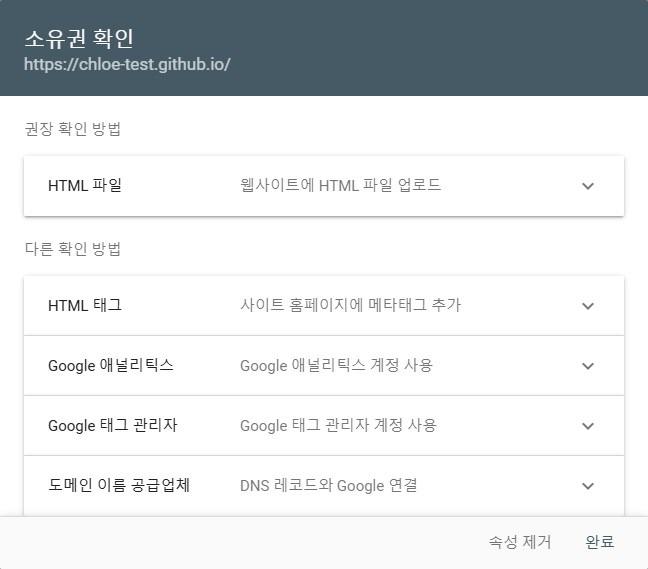 소유권 확인
https://chloe-test.github.io/
권장 확인 방법
HTML 파일 웹사이트에 HTML 파일 업로드
다른 확인 방법
HTML 태그 사이트 홈페이지에 메타태그 추가
Google 애널리틱스 Google 애널리틱스 계정 사용
Google 태그 관리자 Google 태그 관리자 계정 사용
도메인 이름 공급업체 DNS 레코드와 Google 연결
속성 제거 완료